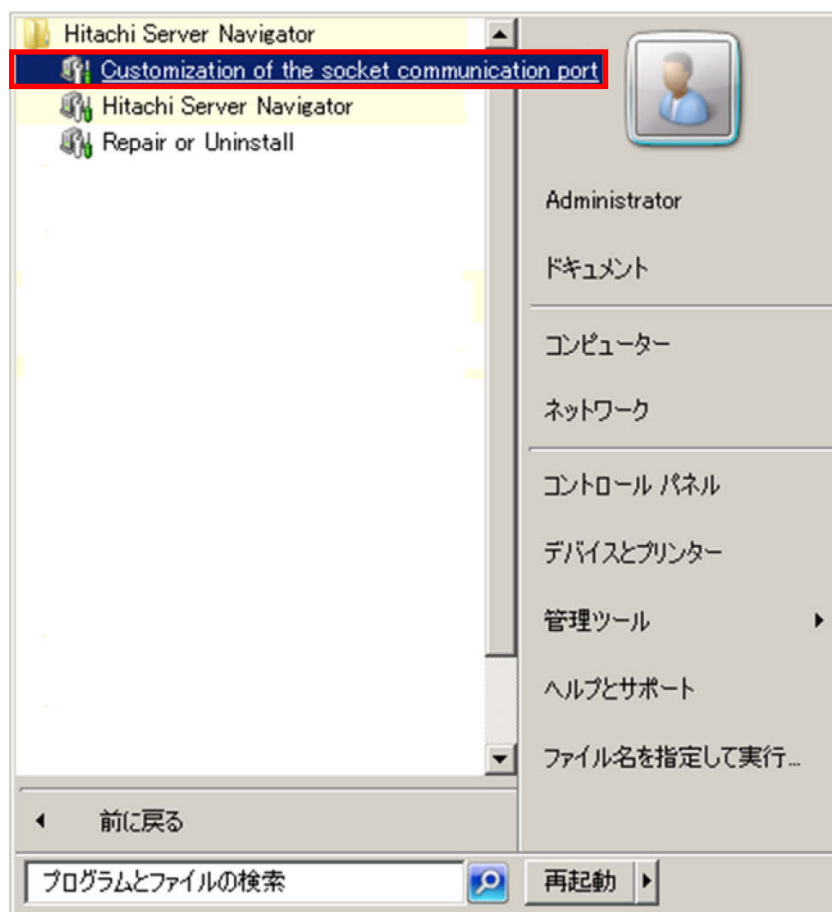 Hitachi Server Navigator
Customization of the socket communication port
Hitachi Server Navigator
Repair or Uninstall
前に戻る
プログラムとファイルの検索
Administrator
ドキュメント
コンピューター
ネットワーク
コントロール パネル
デバイスとプリンター
管理ツール
ヘルプとサポート
ファイル名を指定して実行...
再起動